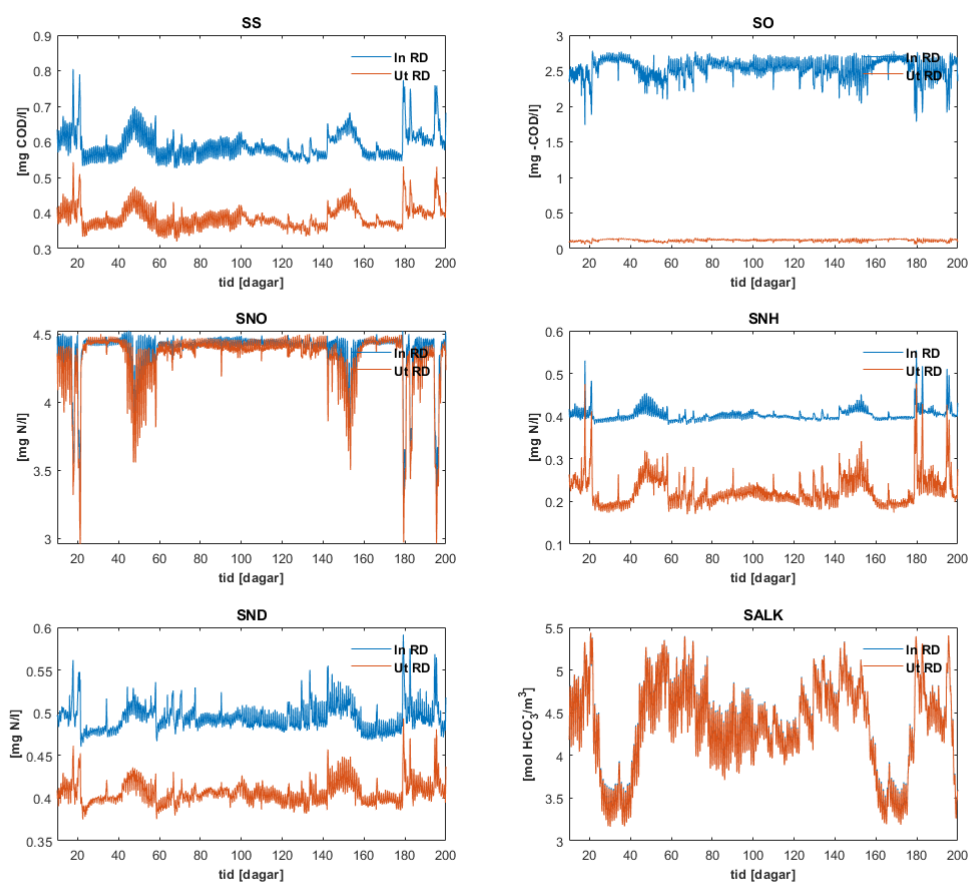 SS
In RD
Ut RD
[mg COD/l]
0.9
0.8
0.7
0.6
0.5
0.4
0.3
20 40 60 80 100 120 140 160 180 200
tid [dagar]
SO
In RD
Ut RD
[mg -COD/l]
3
2.5
2
1.5
1
0.5
0
20 40 60 80 100 120 140 160 180 200
tid [dagar]
SNO
In RD
Ut RD
[mg N/l]
4.5
4
3.5
3
20 40 60 80 100 120 140 160 180 200
tid [dagar]
SNH
In RD
Ut RD
[mg N/l]
0.6
0.5
0.4
0.3
0.2
0.1
20 40 60 80 100 120 140 160 180 200
tid [dagar]
SND
In RD
Ut RD
[mg N/l]
0.6
0.55
0.5
0.45
0.4
0.35
20 40 60 80 100 120 140 160 180 200
tid [dagar]
SALK
In RD
Ut RD
[mol HCO₃⁻/m³]
5.5
5
4.5
4
3.5
3
20 40 60 80 100 120 140 160 180 200
tid [dagar]